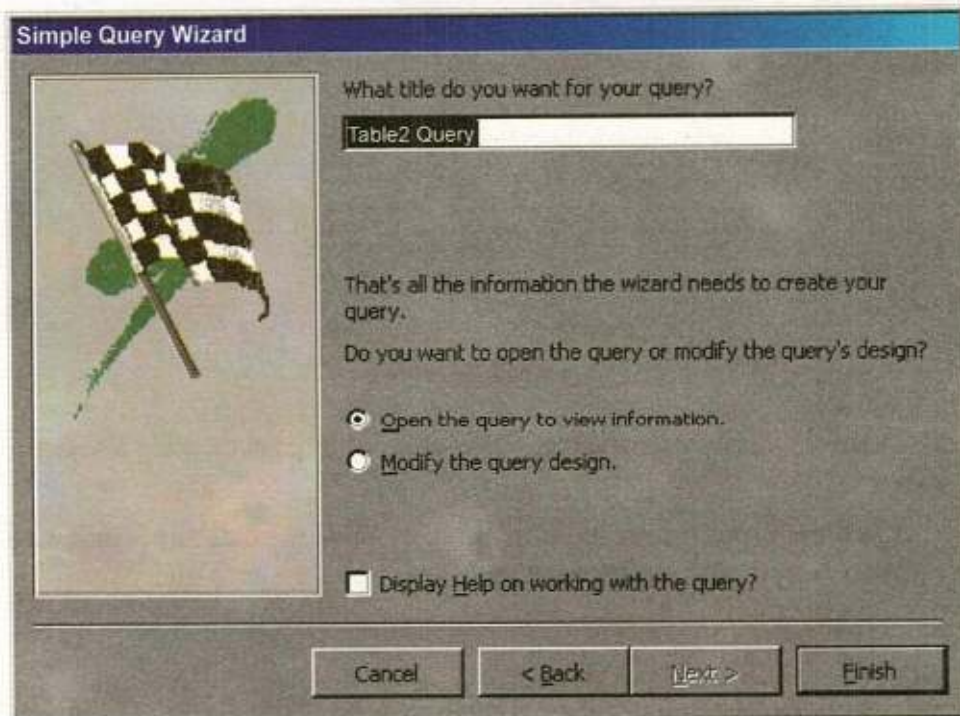 Simple Query Wizard
What title do you want for your query?
Table2 Query
That's all the information the wizard needs to create your
query.
Do you want to open the query or modify the query's design?
Open the query to view information.
Modify the query design.
Display Help on working with the query?
Cancel
< Back
Next >
Finish